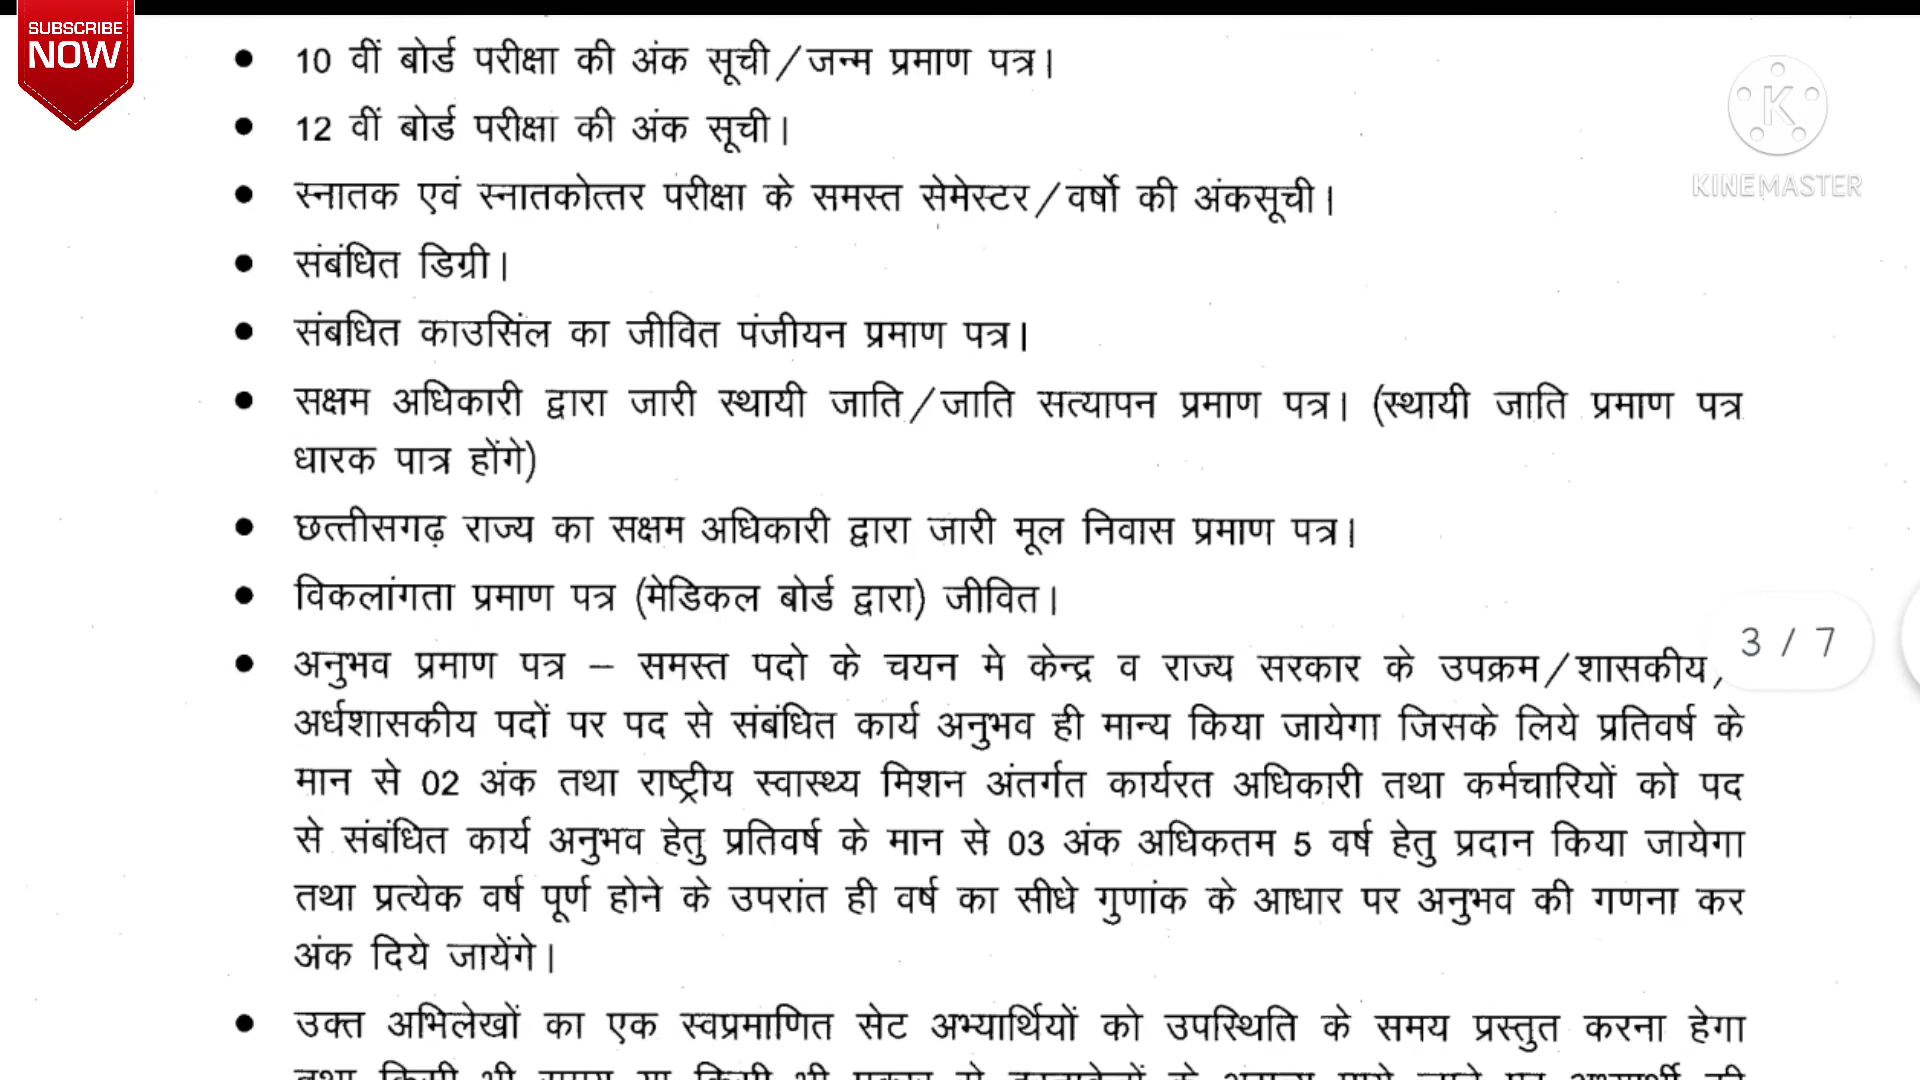 SUBSCRIBE
NOW
• 10 वीं बोर्ड परीक्षा की अंक सूची/जन्म प्रमाण पत्र।
KINEMASTER
• 12 वीं बोर्ड परीक्षा की अंक सूची।
• स्नातक एवं स्नातकोत्तर परीक्षा के समस्त सेमेस्टर/वर्षो की अंकसूची।
• संबंधित डिग्री।
• संबधित काउसिंल का जीवित पंजीयन प्रमाण पत्र।
• सक्षम अधिकारी द्वारा जारी स्थायी जाति/जाति सत्यापन प्रमाण पत्र। (स्थायी जाति प्रमाण पत्र
धारक पात्र होंगे)
• छत्तीसगढ़ राज्य का सक्षम अधिकारी द्वारा जारी मूल निवास प्रमाण पत्र।
• विकलांगता प्रमाण पत्र (मेडिकल बोर्ड द्वारा) जीवित।
3 / 7
• अनुभव प्रमाण पत्र – समस्त पदो के चयन मे केन्द्र व राज्य सरकार के उपक्रम/शासकीय/
अर्धशासकीय पदों पर पद से संबंधित कार्य अनुभव ही मान्य किया जायेगा जिसके लिये प्रतिवर्ष के
मान से 02 अंक तथा राष्ट्रीय स्वास्थ्य मिशन अंतर्गत कार्यरत अधिकारी तथा कर्मचारियों को पद
से संबंधित कार्य अनुभव हेतु प्रतिवर्ष के मान से 03 अंक अधिकतम 5 वर्ष हेतु प्रदान किया जायेगा
तथा प्रत्येक वर्ष पूर्ण होने के उपरांत ही वर्ष का सीधे गुणांक के आधार पर अनुभव की गणना कर
अंक दिये जायेंगे।
• उक्त अभिलेखों का एक स्वप्रमाणित सेट अभ्यार्थियों को उपस्थिति के समय प्रस्तुत करना हेगा